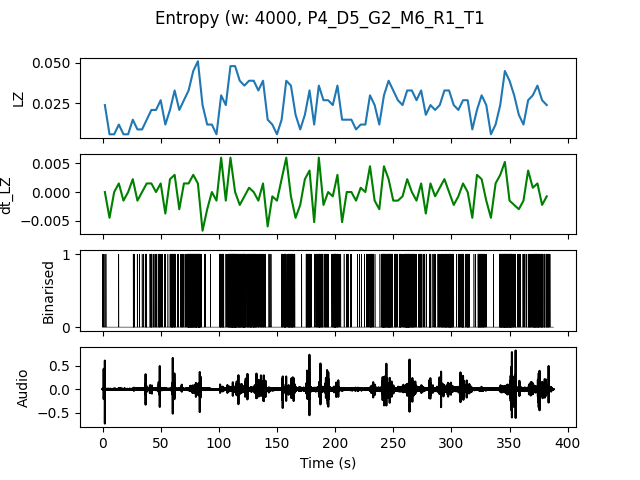 Entropy (w: 4000, P4_D5_G2_M6_R1_T1
0.050
0.025
LZ
0.005
0.000
−0.005
dt_LZ
1
0
Binarised
0.5
0.0
−0.5
Audio
0 50 100 150 200 250 300 350 400
Time (s)